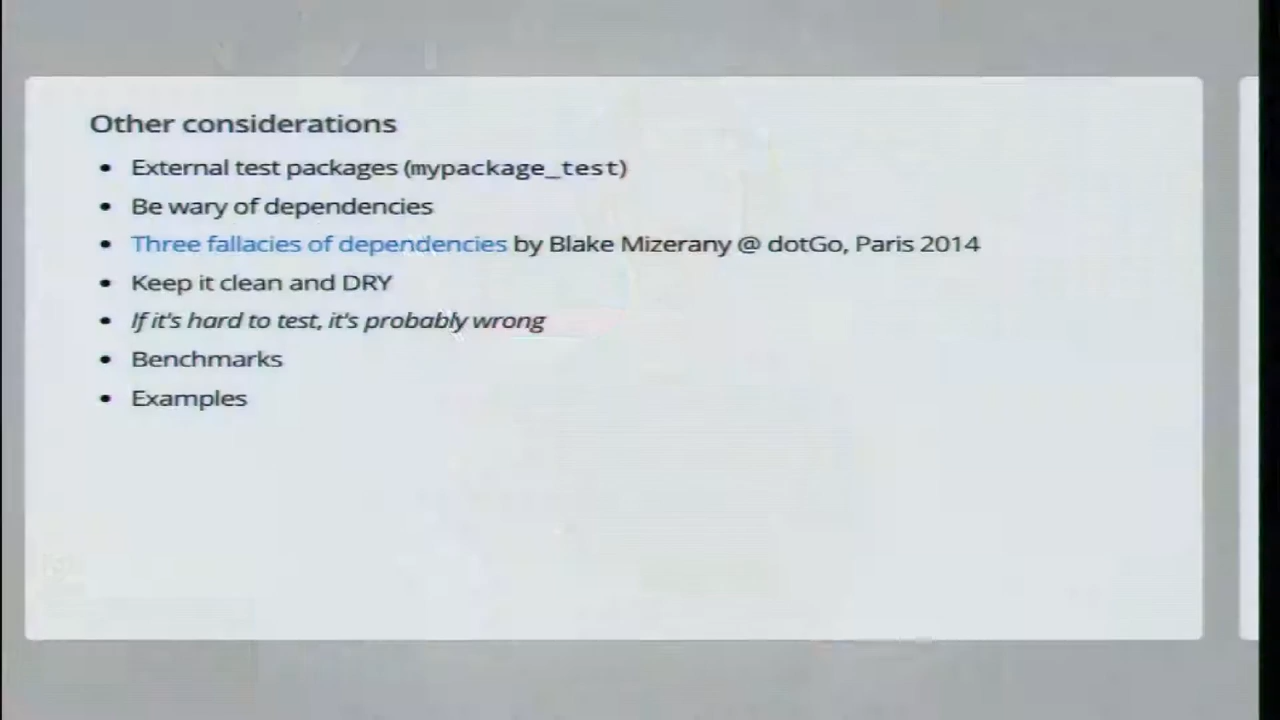 Other considerations
• External test packages (mypackage_test)
• Be wary of dependencies
• Three fallacies of dependencies by Blake Mizerany @ dotGo, Paris 2014
• Keep it clean and DRY
• If it's hard to test, it's probably wrong
• Benchmarks
• Examples